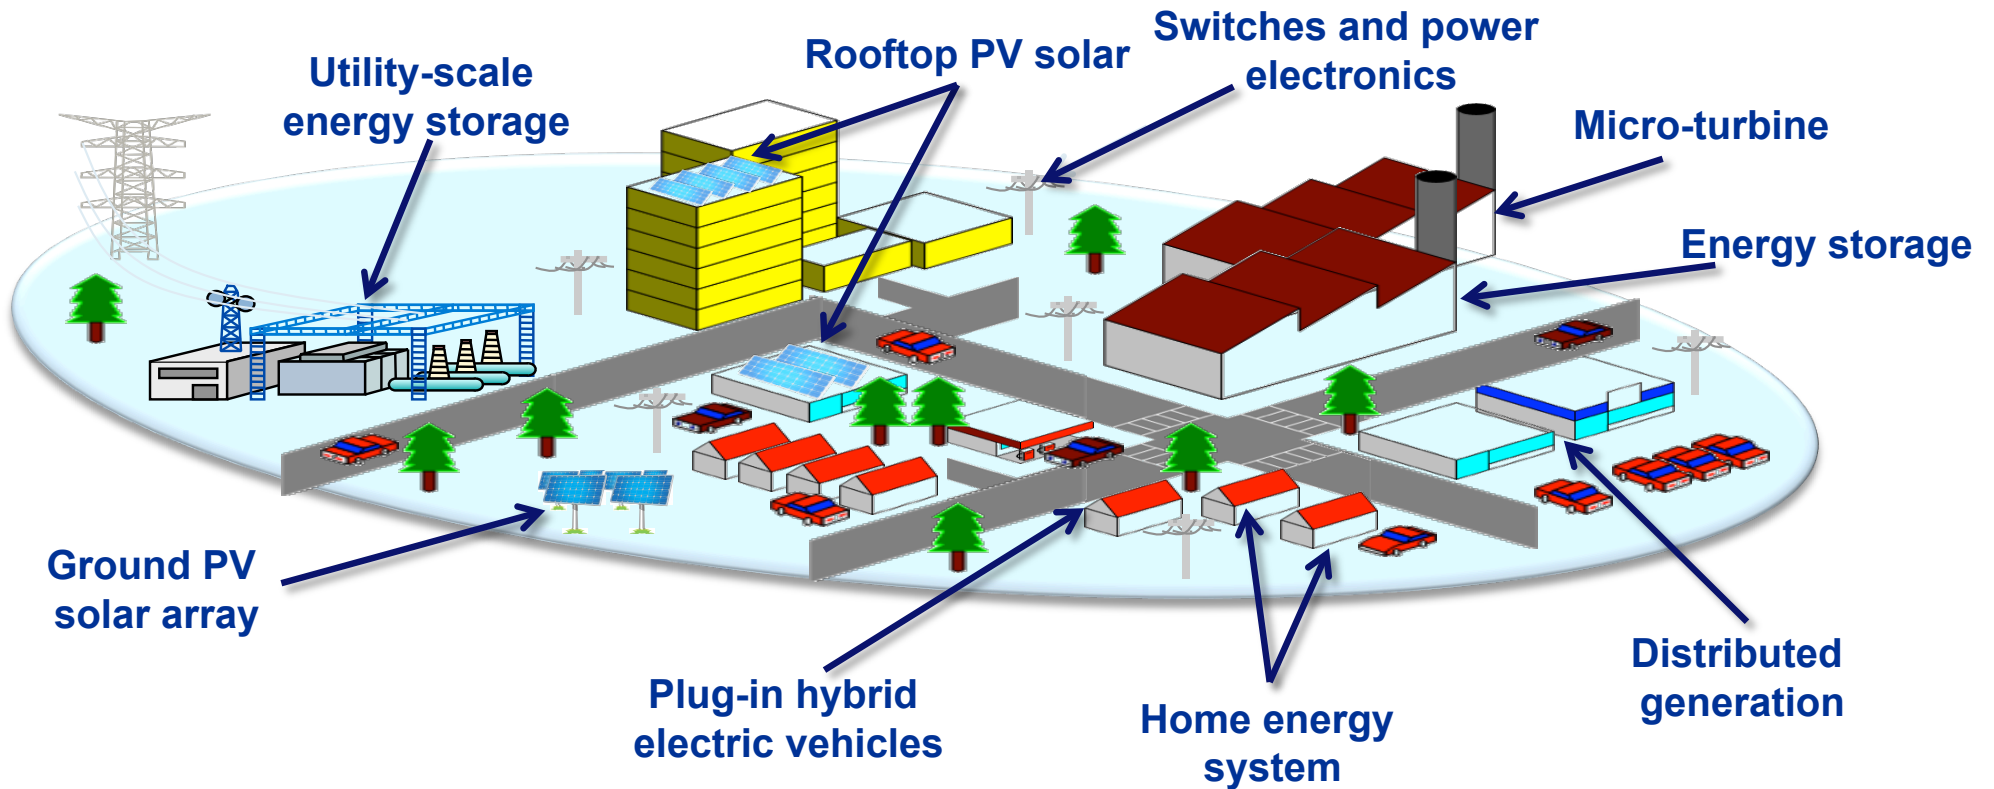 Switches and power
electronics
Rooftop PV solar
Utility-scale
energy storage
Micro-turbine
Energy storage
Ground PV
solar array
Plug-in hybrid
electric vehicles
Home energy
system
Distributed
generation